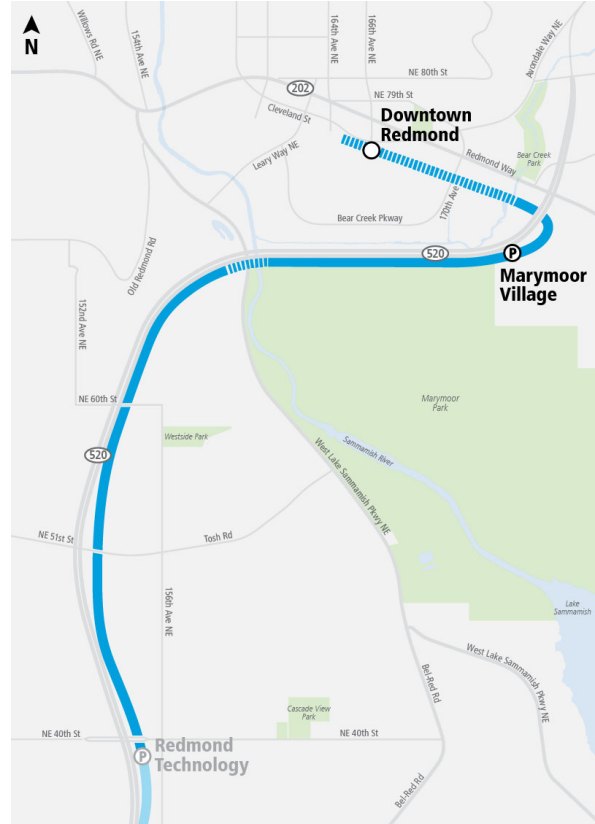 N
Willows Rd NE
154th Ave NE
164th Ave NE
166th Ave NE
Avondale Way NE
NE 80th St
202
NE 79th St
Cleveland St
Downtown
Redmond
Leary Way NE
Redmond Way
Bear Creek
Park
170th Ave
Bear Creek Pkway
Old Redmond Rd
520
P
Marymoor
Village
152nd Ave NE
NE 60th St
Marymoor
Park
Westside Park
520
Sammamish River
West Lake Sammamish Pkwy NE
NE 51st St
Tosh Rd
156th Ave NE
Lake
Sammamish
West Lake Sammamish Pkwy NE
Bel-Red Rd
Cascade View
Park
NE 40th St
NE 40th St
P
Redmond
Technology
Bel-Red Rd